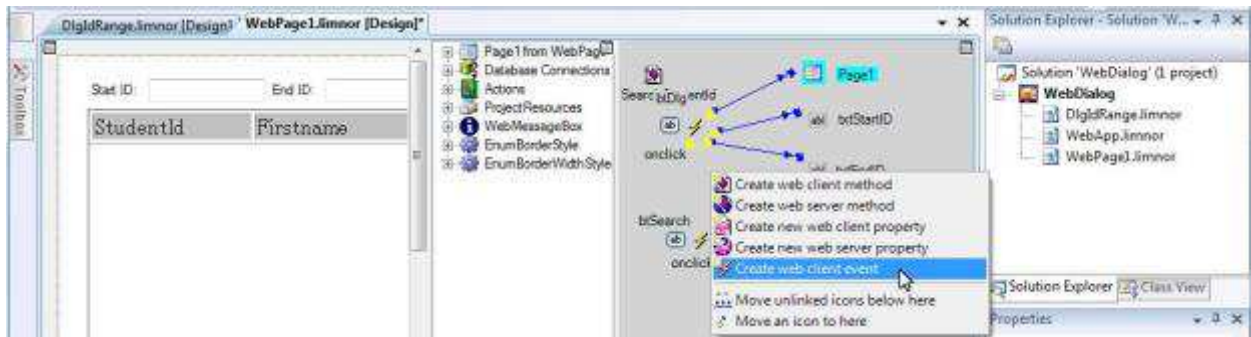 DlgIdRange.limnor [Design]
WebPage1.limnor [Design]*
Toolbox
Start ID:
End ID:
StudentId
Firstname
Page1 from WebPag
Database Connections
Actions
ProjectResources
WebMessageBox
EnumBorderStyle
EnumBorderWidthStyle
btDlg
onclick
Page1
txtStartID
btSearch
Create web client method
Create web server method
Create new web client property
Create new web server property
Create web client event
Move unlinked icons below here
Move an icon to here
Solution Explorer - Solution 'W...
Solution 'WebDialog' (1 project)
WebDialog
DlgIdRange.limnor
WebApp.limnor
WebPage1.limnor
Solution Explorer
Class View
Properties